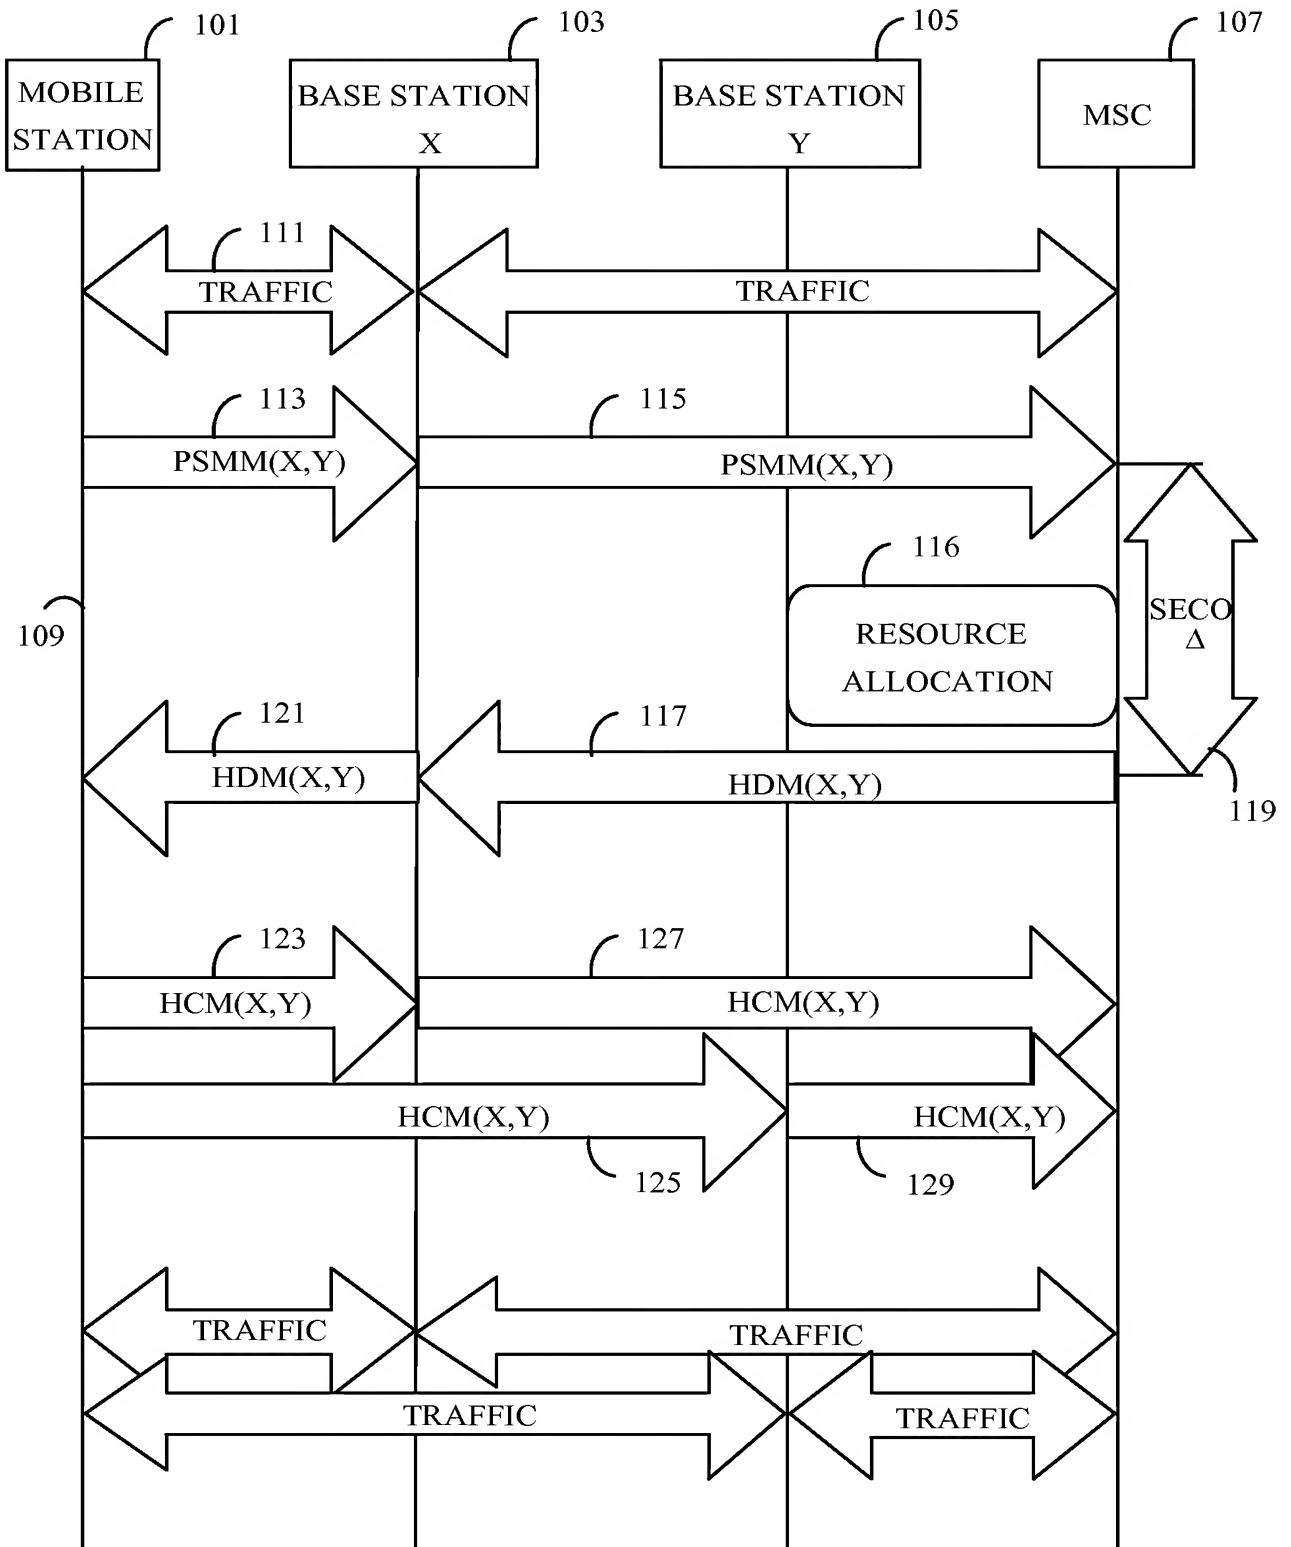 101
103
105
107
MOBILE
STATION
BASE STATION
X
BASE STATION
Y
MSC
111
TRAFFIC
TRAFFIC
113
115
PSMM(X,Y)
PSMM(X,Y)
116
RESOURCE
ALLOCATION
SECO
Δ
109
121
117
HDM(X,Y)
HDM(X,Y)
119
123
127
HCM(X,Y)
HCM(X,Y)
HCM(X,Y)
HCM(X,Y)
125
129
TRAFFIC
TRAFFIC
TRAFFIC
TRAFFIC